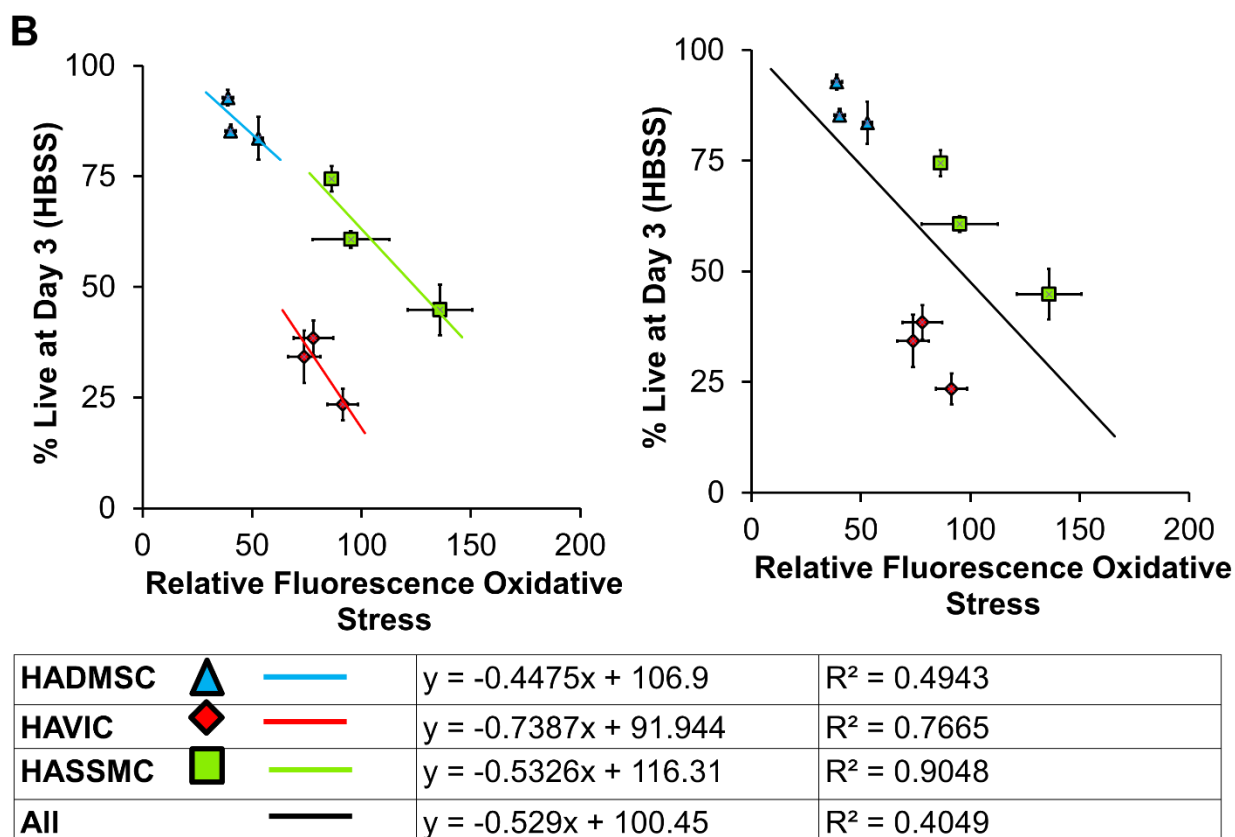 B
% Live at Day 3 (HBSS)
100
75
50
25
0
0 50 100 150 200
Relative Fluorescence Oxidative
Stress
% Live at Day 3 (HBSS)
100
75
50
25
0
0 50 100 150 200
Relative Fluorescence Oxidative
Stress
HADMSC y = -0.4475x + 106.9 R² = 0.4943
HAVIC y = -0.7387x + 91.944 R² = 0.7665
HASSMC y = -0.5326x + 116.31 R² = 0.9048
All y = -0.529x + 100.45 R² = 0.4049